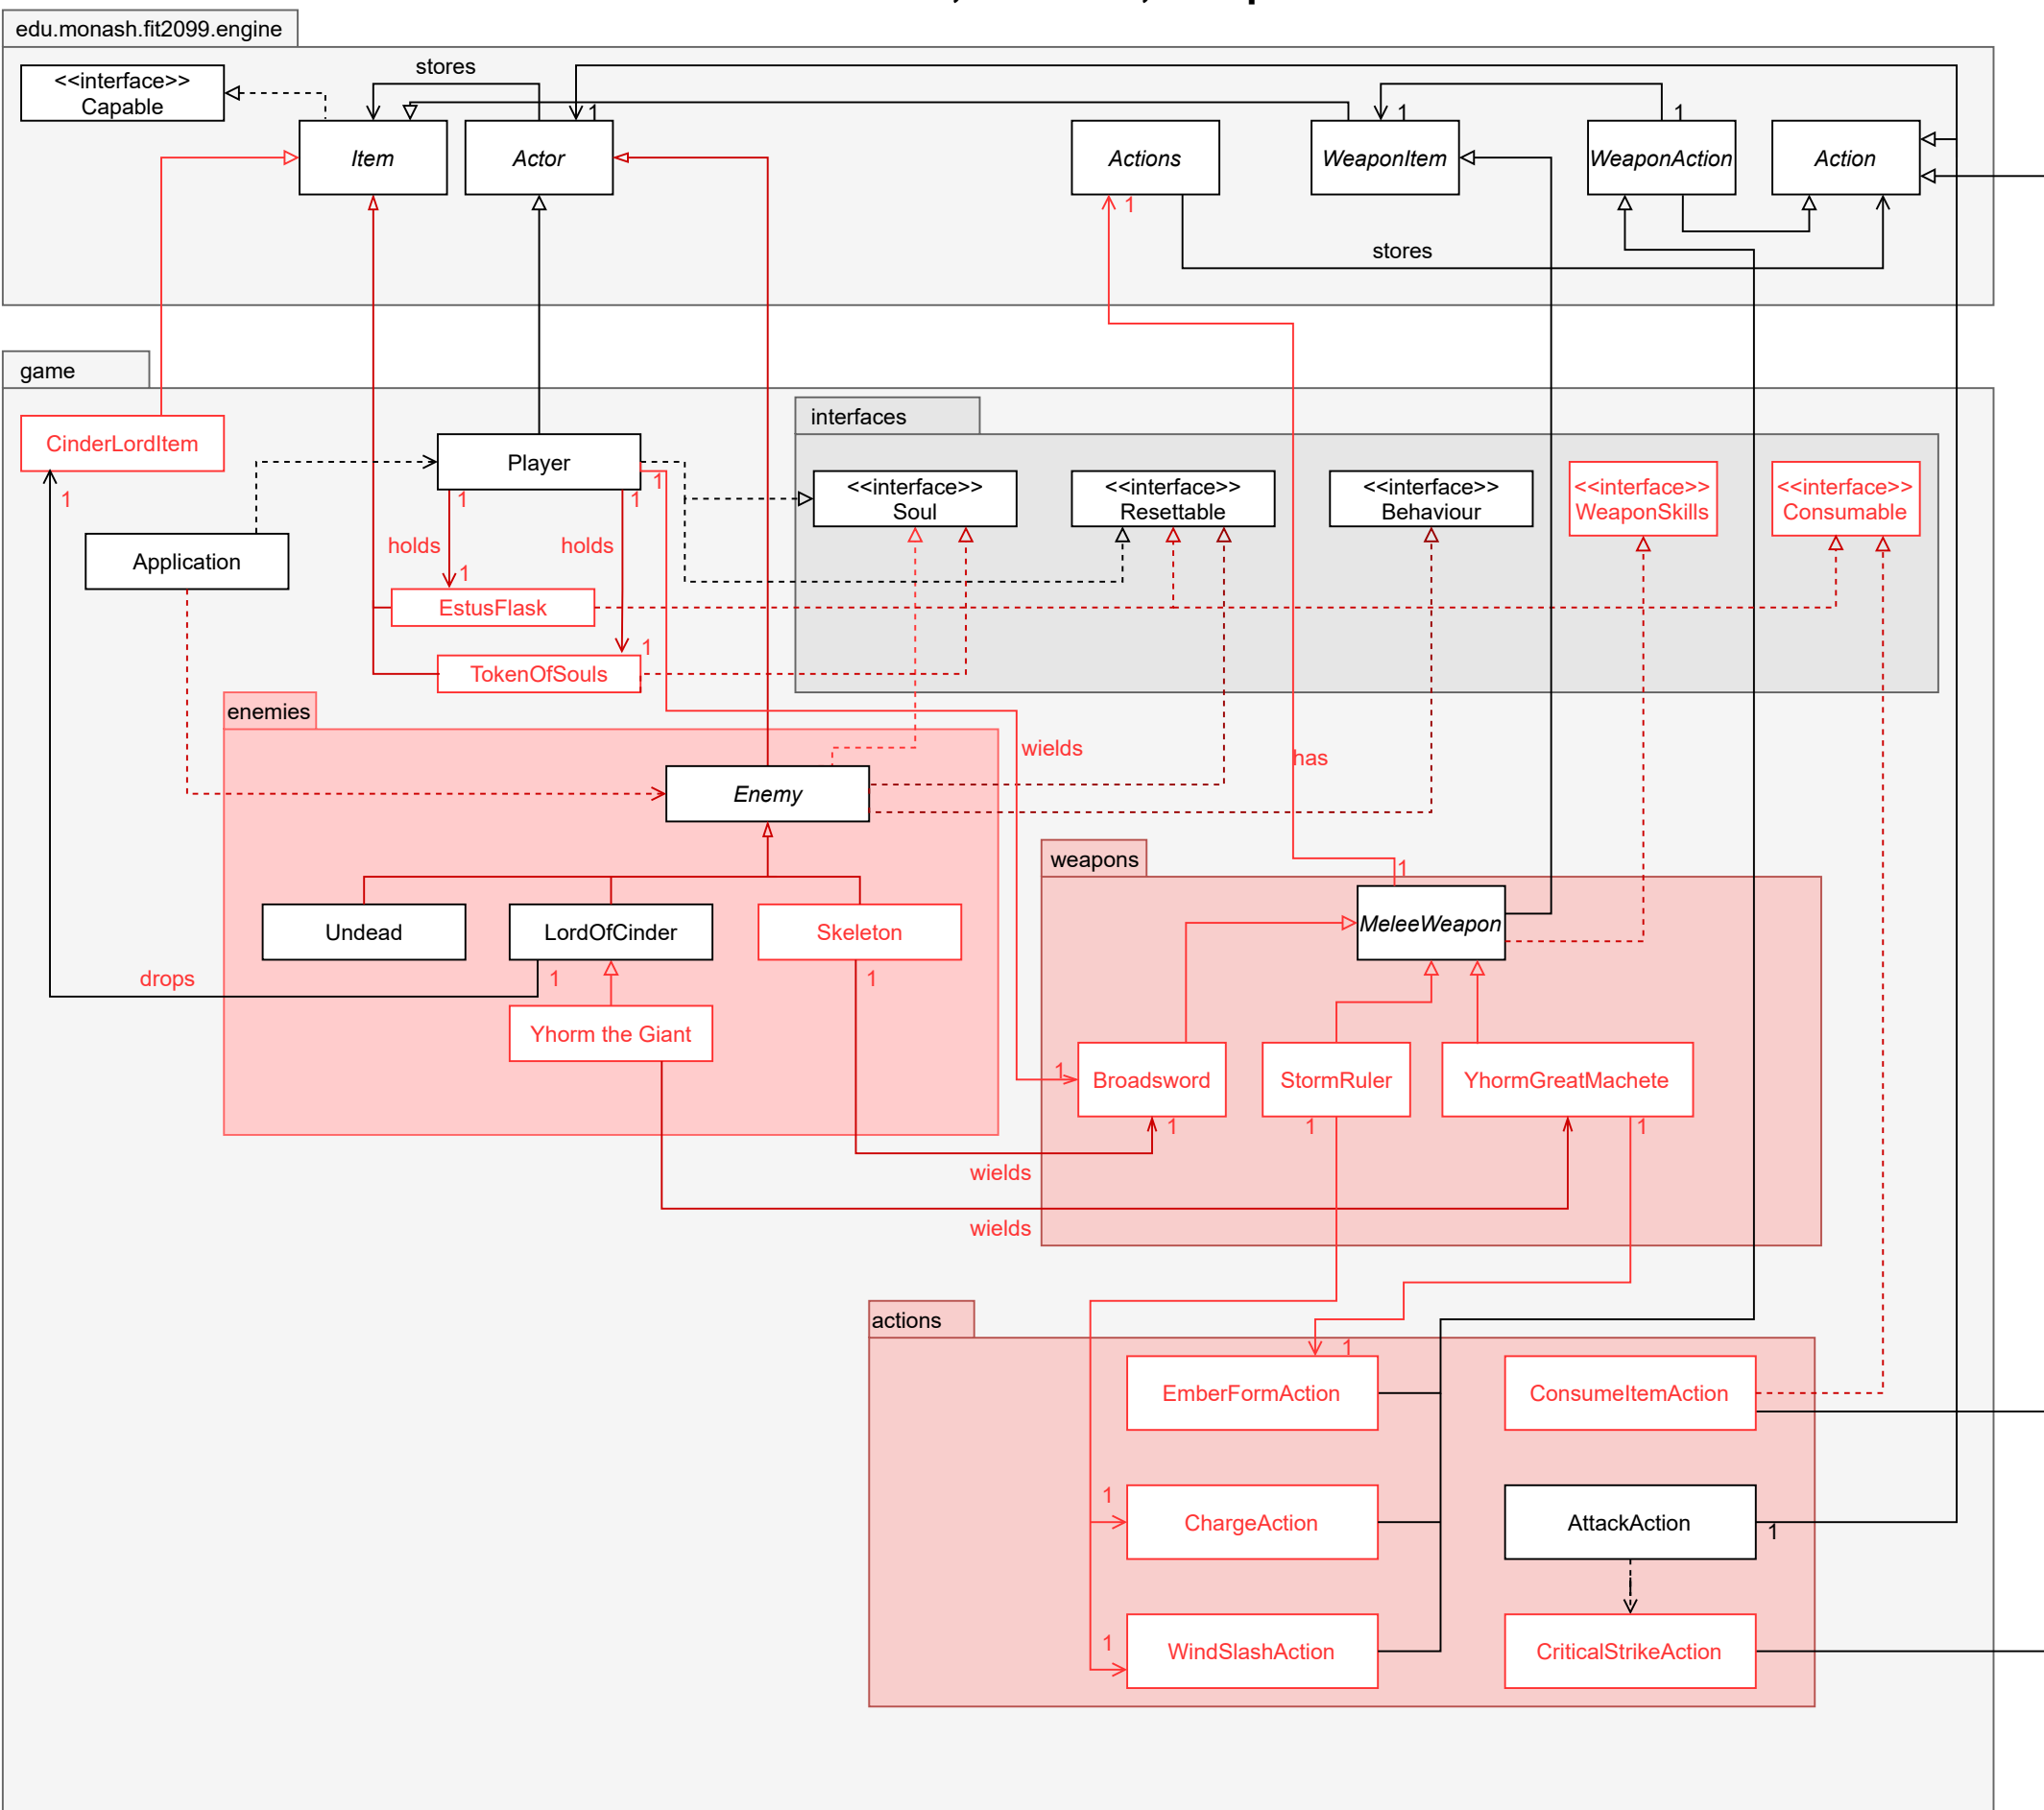 edu.monash.fit2099.engine
<<interface>>
Capable
stores
1
1
1
Item
Actor
Actions
WeaponItem
WeaponAction
Action
1
stores
game
CinderLordItem
1
Player
1
1
1
interfaces
<<interface>>
Soul
<<interface>>
Resettable
<<interface>>
Behaviour
<<interface>>
WeaponSkills
<<interface>>
Consumable
Application
holds
holds
1
EstusFlask
1
TokenOfSouls
enemies
wields
has
Enemy
weapons
1
Undead
LordOfCinder
Skeleton
MeleeWeapon
drops
1
1
Yhorm the Giant
1
Broadsword
StormRuler
YhormGreatMachete
1
1
1
wields
wields
actions
1
EmberFormAction
ConsumeItemAction
1
ChargeAction
AttackAction
1
1
WindSlashAction
CriticalStrikeAction